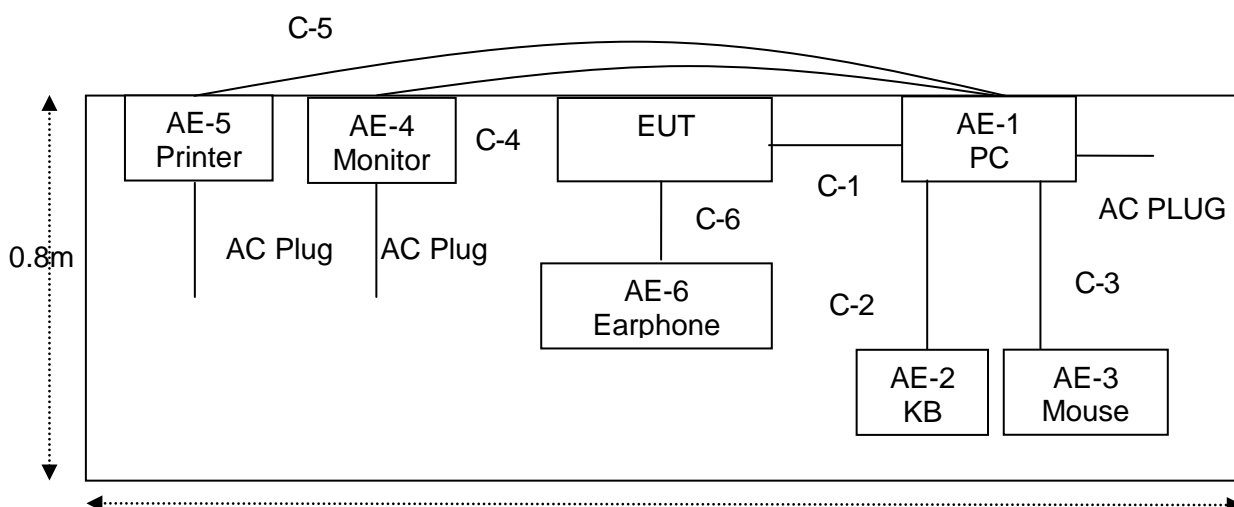 C-5
AE-5
Printer
AE-4
Monitor
C-4
EUT
AE-1
PC
C-1
AC PLUG
C-6
AC Plug
AC Plug
0.8m
AE-6
Earphone
C-2
C-3
AE-2
KB
AE-3
Mouse